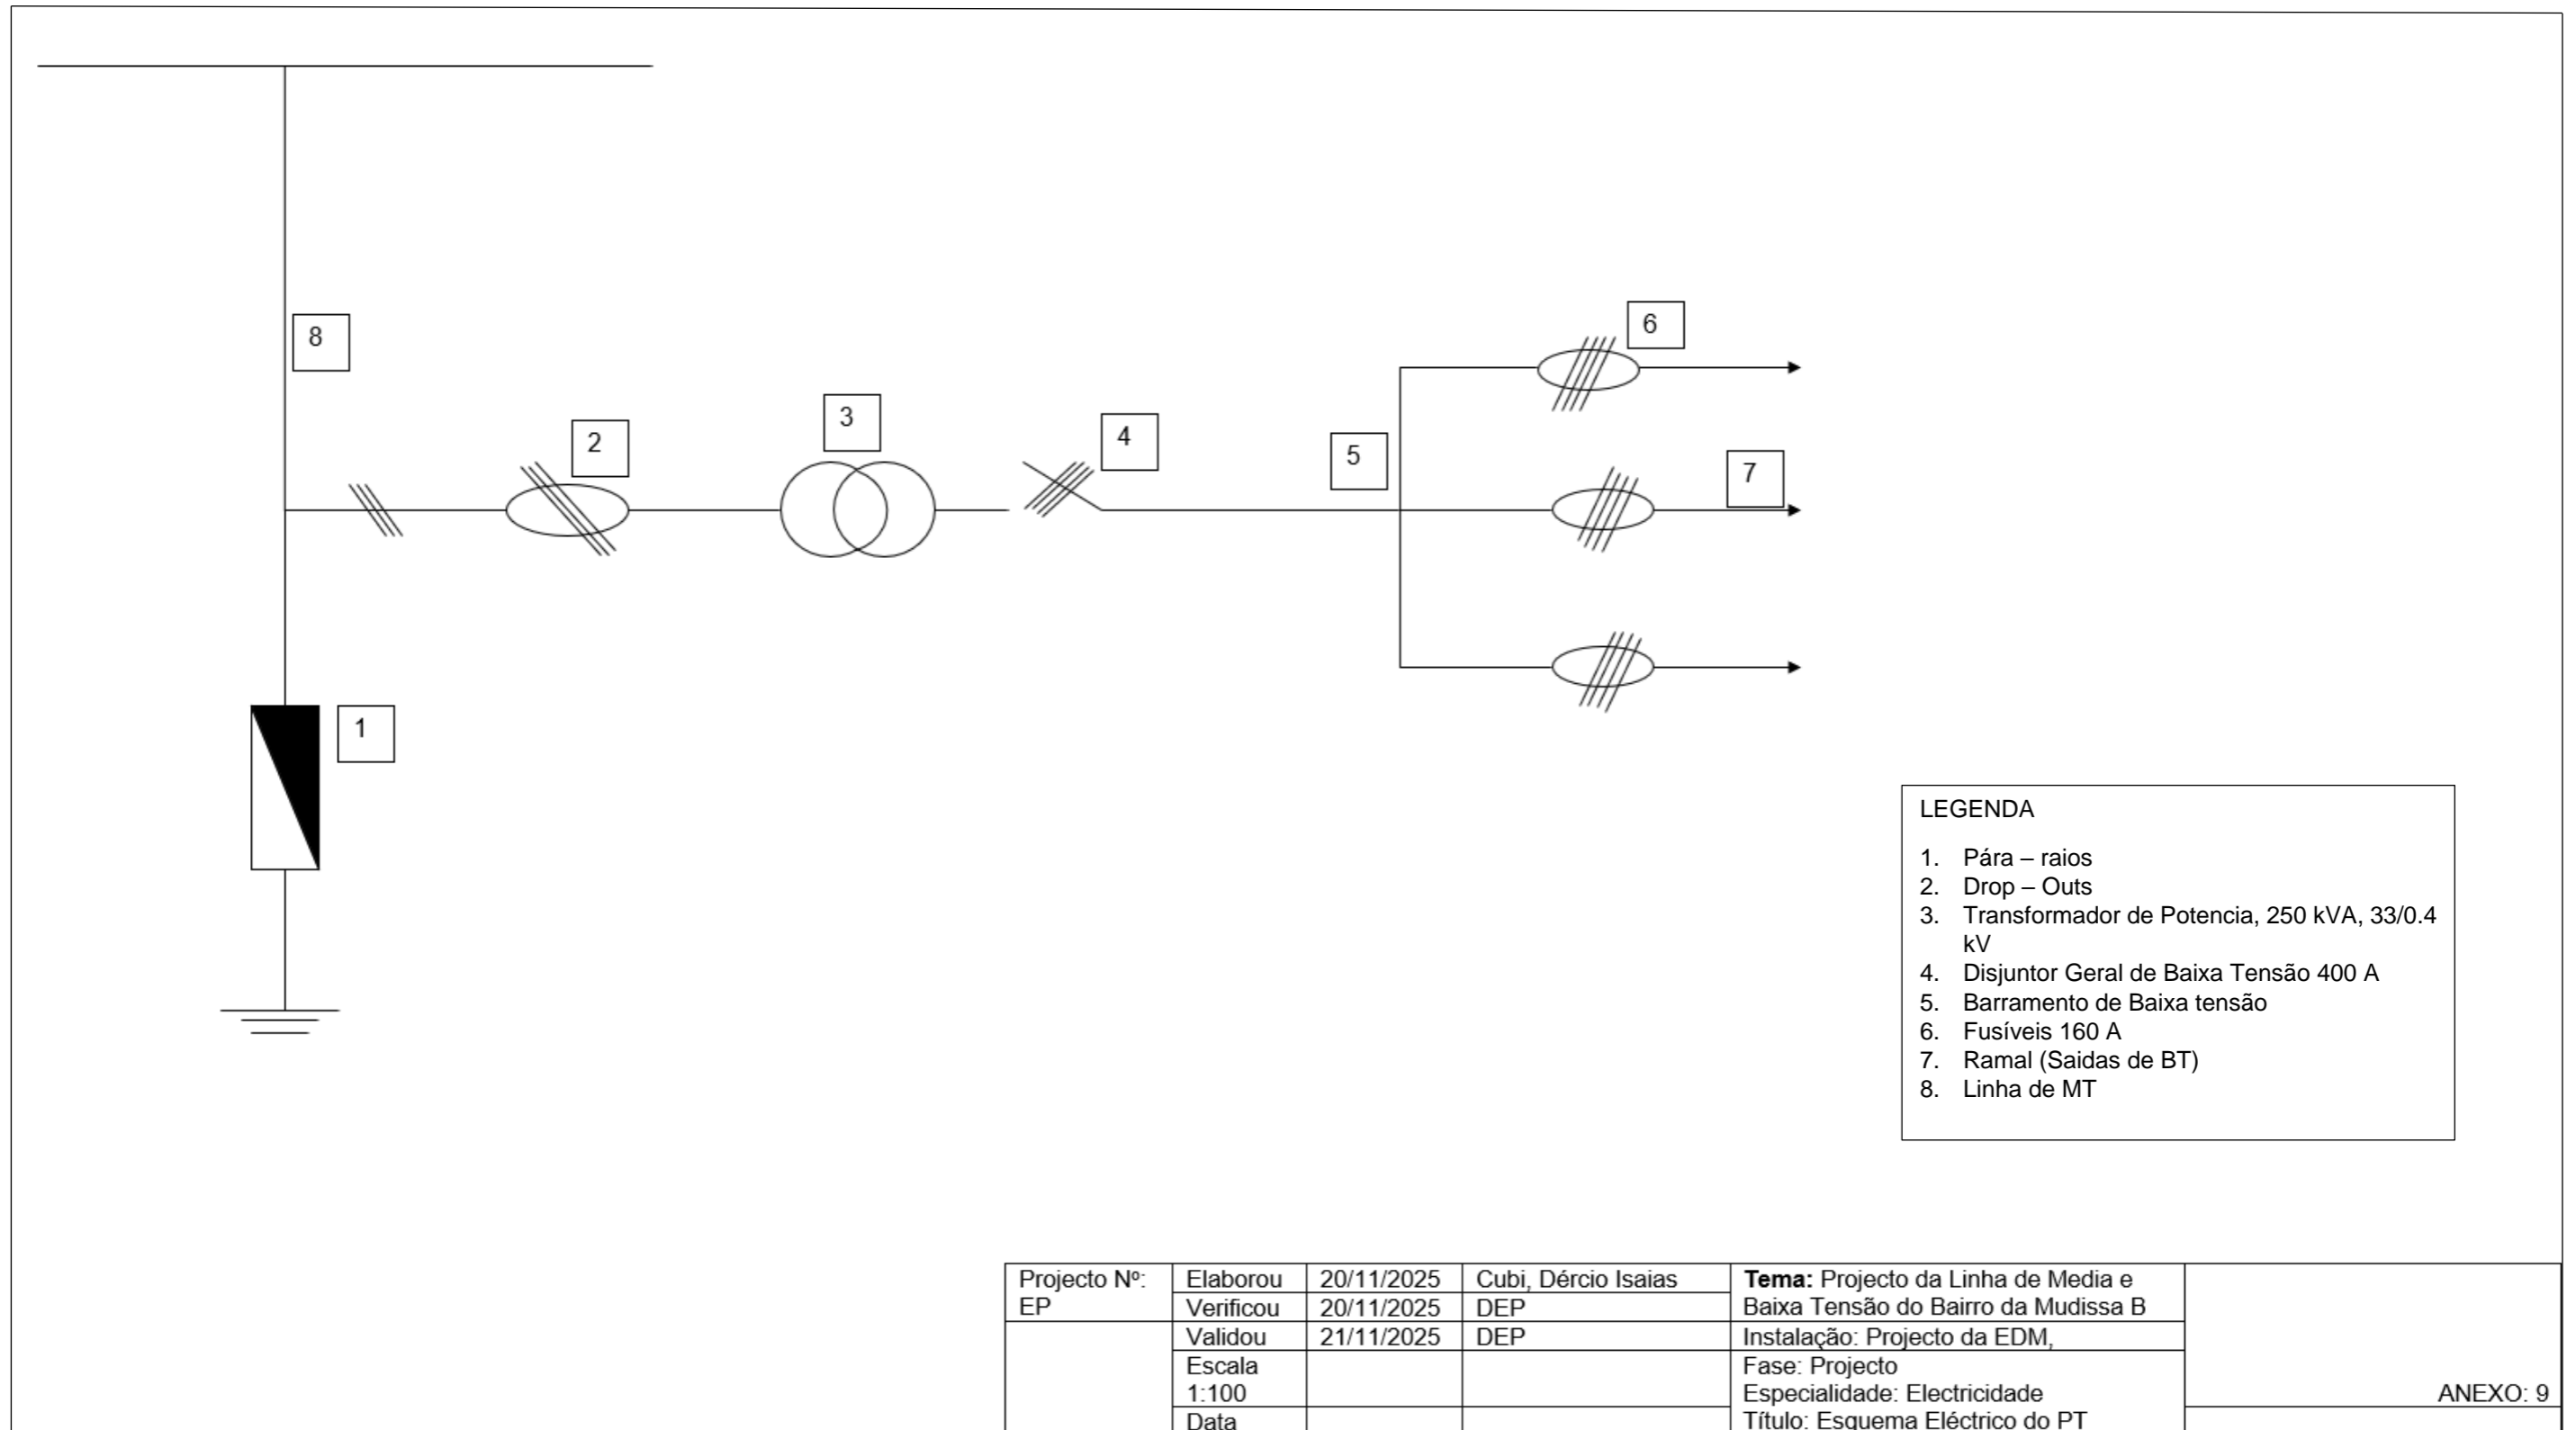 8
6
3
2
4
5
7
1
LEGENDA
1. Pára – raios
2. Drop – Outs
3. Transformador de Potencia, 250 kVA, 33/0.4
kV
4. Disjuntor Geral de Baixa Tensão 400 A
5. Barramento de Baixa tensão
6. Fusíveis 160 A
7. Ramal (Saidas de BT)
8. Linha de MT
Projecto Nº:
EP
Elaborou 20/11/2025 Cubi, Dércio Isaias
Verificou 20/11/2025 DEP
Validou 21/11/2025 DEP
Escala
1:100
Data
Tema: Projecto da Linha de Media e
Baixa Tensão do Bairro da Mudissa B
Instalação: Projecto da EDM,
Fase: Projecto
Especialidade: Electricidade
Título: Esquema Eléctrico do PT
ANEXO: 9